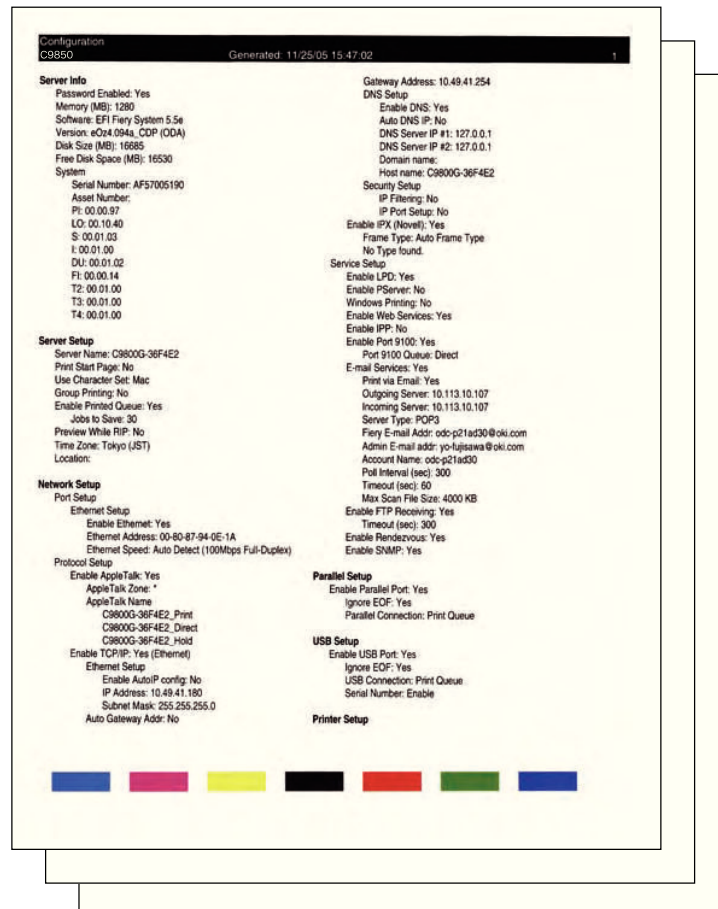 Configuration
C9850 Generated: 11/25/05 15:47:02 1
Server Info
Password Enabled: Yes
Memory (MB): 1280
Software: EFI Fiery System 5.5e
Version: eOz4.094a_CDP (ODA)
Disk Size (MB): 16685
Free Disk Space (MB): 16530
System
Serial Number: AF57005190
Asset Number:
PI: 00.00.97
LO: 00.10.40
S: 00.01.03
I: 00.01.00
DU: 00.01.02
FI: 00.00.14
T2: 00.01.00
T3: 00.01.00
T4: 00.01.00
Server Setup
Server Name: C9800G-36F4E2
Print Start Page: No
Use Character Set: Mac
Group Printing: No
Enable Printed Queue: Yes
Jobs to Save: 30
Preview While RIP: No
Time Zone: Tokyo (JST)
Location:
Network Setup
Port Setup
Ethernet Setup
Enable Ethernet: Yes
Ethernet Address: 00-80-87-94-0E-1A
Ethernet Speed: Auto Detect (100Mbps Full-Duplex)
Protocol Setup
Enable AppleTalk: Yes
AppleTalk Zone: *
AppleTalk Name
C9800G-36F4E2_Print
C9800G-36F4E2_Direct
C9800G-36F4E2_Hold
Enable TCP/IP: Yes (Ethernet)
Ethernet Setup
Enable AutoIP config: No
IP Address: 10.49.41.180
Subnet Mask: 255.255.255.0
Auto Gateway Addr: No
Gateway Address: 10.49.41.254
DNS Setup
Enable DNS: Yes
Auto DNS IP: No
DNS Server IP #1: 127.0.0.1
DNS Server IP #2: 127.0.0.1
Domain name:
Host name: C9800G-36F4E2
Security Setup
IP Filtering: No
IP Port Setup: No
Enable IPX (Novell): Yes
Frame Type: Auto Frame Type
No Type found.
Service Setup
Enable LPD: Yes
Enable PServer: No
Windows Printing: No
Enable Web Services: Yes
Enable IPP: No
Enable Port 9100: Yes
Port 9100 Queue: Direct
E-mail Services: Yes
Print via Email: Yes
Outgoing Server: 10.113.10.107
Incoming Server: 10.113.10.107
Server Type: POP3
Fiery E-mail Addr: odc-p21ad30@oki.com
Admin E-mail addr: yo-fujisawa@oki.com
Account Name: odc-p21ad30
Poll Interval (sec): 300
Timeout (sec): 60
Max Scan File Size: 4000 KB
Enable FTP Receiving: Yes
Timeout (sec): 300
Enable Rendezvous: Yes
Enable SNMP: Yes
Parallel Setup
Enable Parallel Port: Yes
Ignore EOF: Yes
Parallel Connection: Print Queue
USB Setup
Enable USB Port: Yes
Ignore EOF: Yes
USB Connection: Print Queue
Serial Number: Enable
Printer Setup